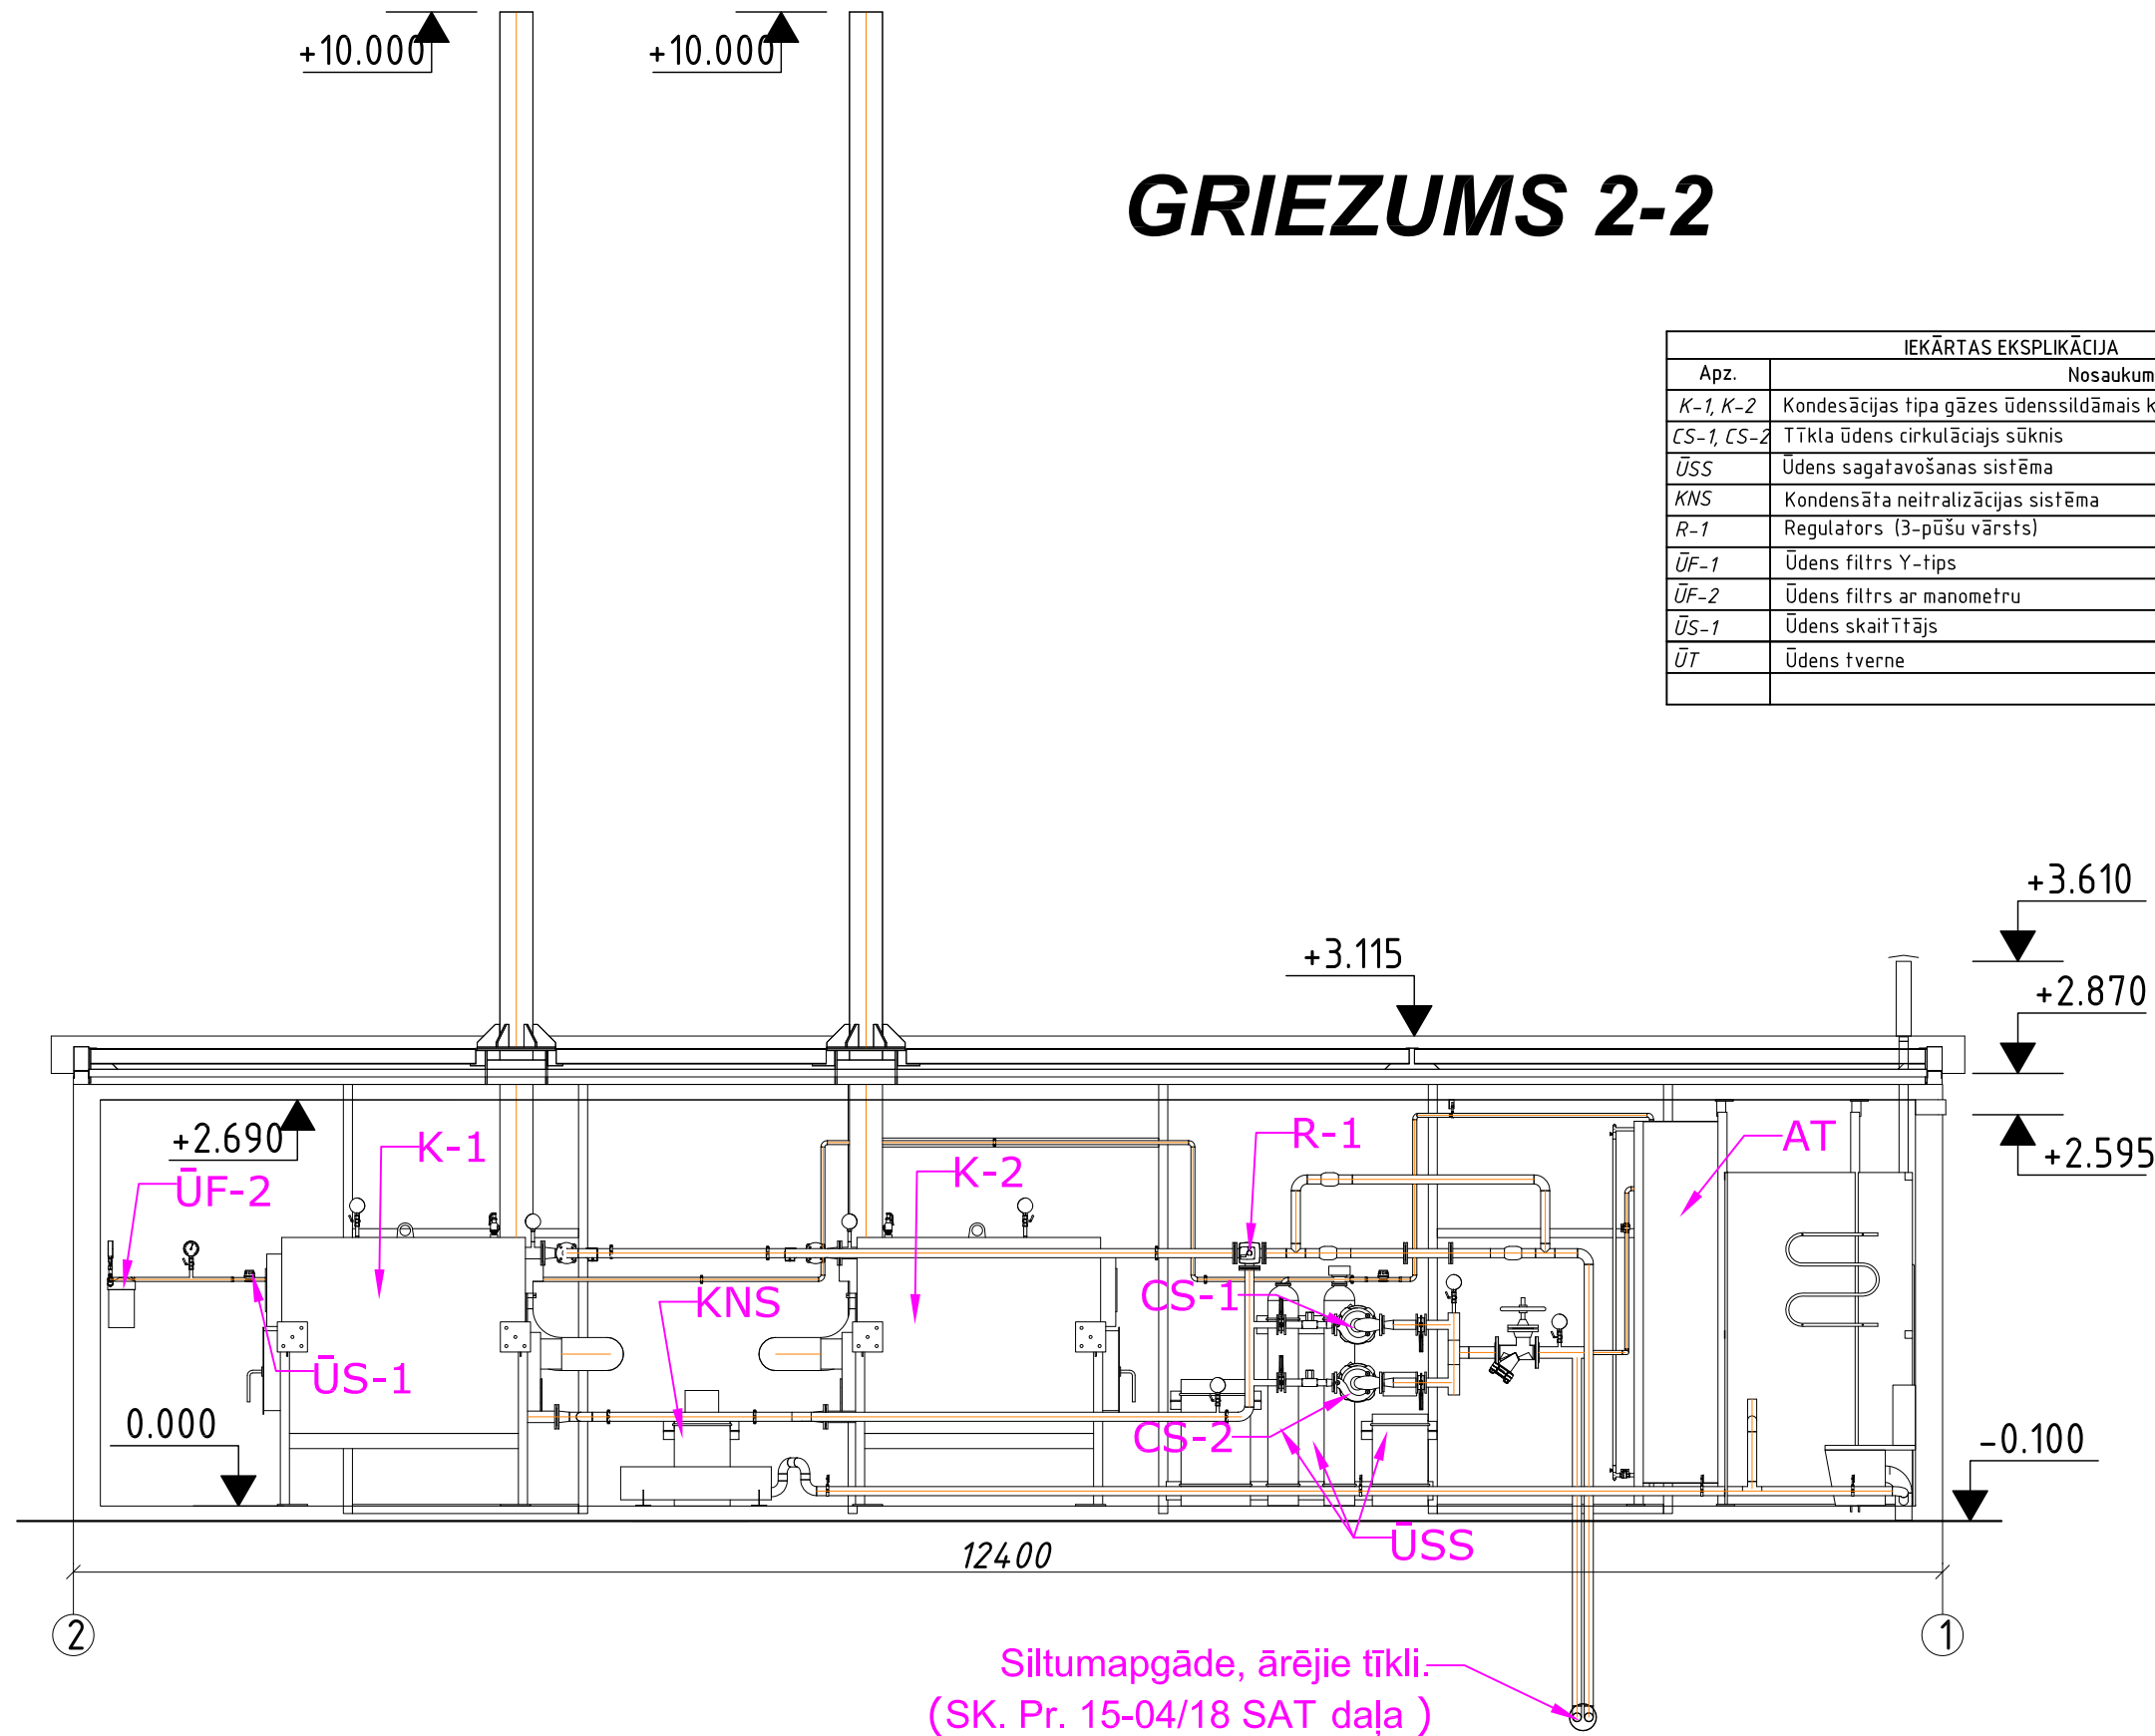 +10.000
+10.000
GRIEZUMS 2-2
IEKĀRTAS EKSPLIKĀCIJA
Apz.
Nosaukum
K-1, K-2 Kondesācijas tipa gāzes ūdenssildāmais k
CS-1, CS-2 Tīkla ūdens cirkulāciajs sūknis
ŪSS Ūdens sagatavošanas sistēma
KNS Kondensāta neitralizācijas sistēma
R-1 Regulators (3-pūšu vārsts)
ŪF-1 Ūdens filtrs Y-tips
ŪF-2 Ūdens filtrs ar manometru
ŪS-1 Ūdens skaitītājs
ŪT Ūdens tverne
+3.610
+3.115
+2.870
+2.690
K-1
R-1
AT
+2.595
ŪF-2
K-2
CS-1
KNS
ŪS-1
0.000
CS-2
-0.100
ŪSS
12400
2
1
Siltumapgāde, ārējie tīkli.
(SK. Pr. 15-04/18 SAT daļa )